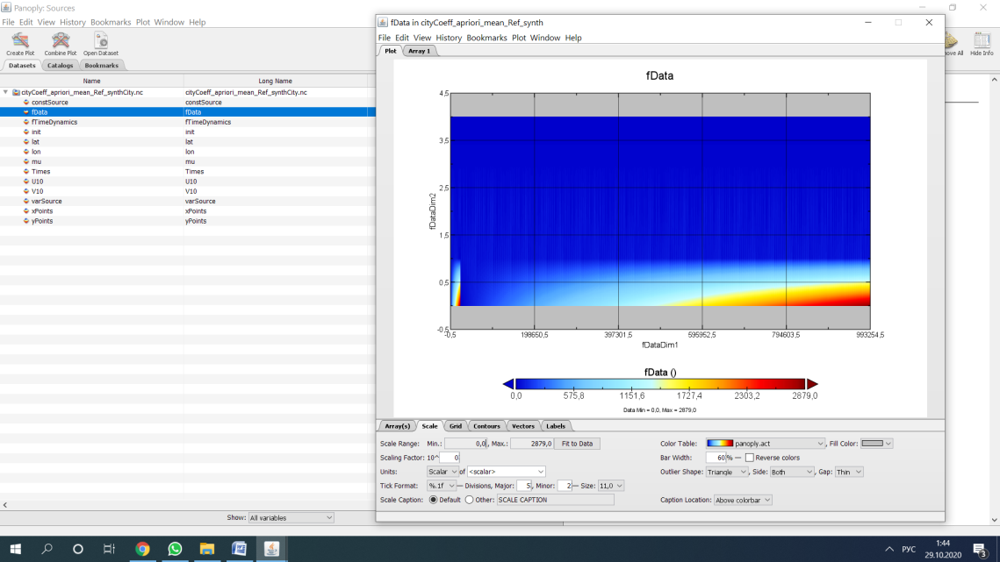 Panoply: Sources
File Edit View History Bookmarks Plot Window Help
Create Plot Combine Plot Open Dataset
Datasets Catalogs Bookmarks
Name Long Name
cityCoeff_apriori_mean_Ref_synthCity.nc cityCoeff_apriori_mean_Ref_synthCity.nc
constSource constSource
fData fData
fTimeDynamics fTimeDynamics
init init
lat lat
lon lon
mu mu
Times Times
U10 U10
V10 V10
varSource varSource
xPoints xPoints
yPoints yPoints
Show: All variables
Hide Info
fData in cityCoeff_apriori_mean_Ref_synth
File Edit View History Bookmarks Plot Window Help
Plot Array 1
fData
4,5
3,5
2,5
1,5
0,5
-0,5
fDataDim2
-0,5 198650,5 397301,5 595952,5 794603,5 993254,5
fDataDim1
fData ()
0,0 575,8 1151,6 1727,4 2303,2 2879,0
Data Min = 0,0, Max = 2879,0
Array(s) Scale Grid Contours Vectors Labels
Scale Range: Min.: 0,0, Max.: 2879,0 Fit to Data
Scaling Factor: 10^ 0
Units: Scalar of <scalar>
Tick Format: %.1f — Divisions, Major: 5, Minor: 2 — Size: 11,0
Scale Caption: Default Other: SCALE CAPTION
Color Table: panoply.act, Fill Color:
Bar Width: 60 % — Reverse colors
Outlier Shape: Triangle, Side: Both, Gap: Thin
Caption Location: Above colorbar
РУС
1:44
29.10.2020
3